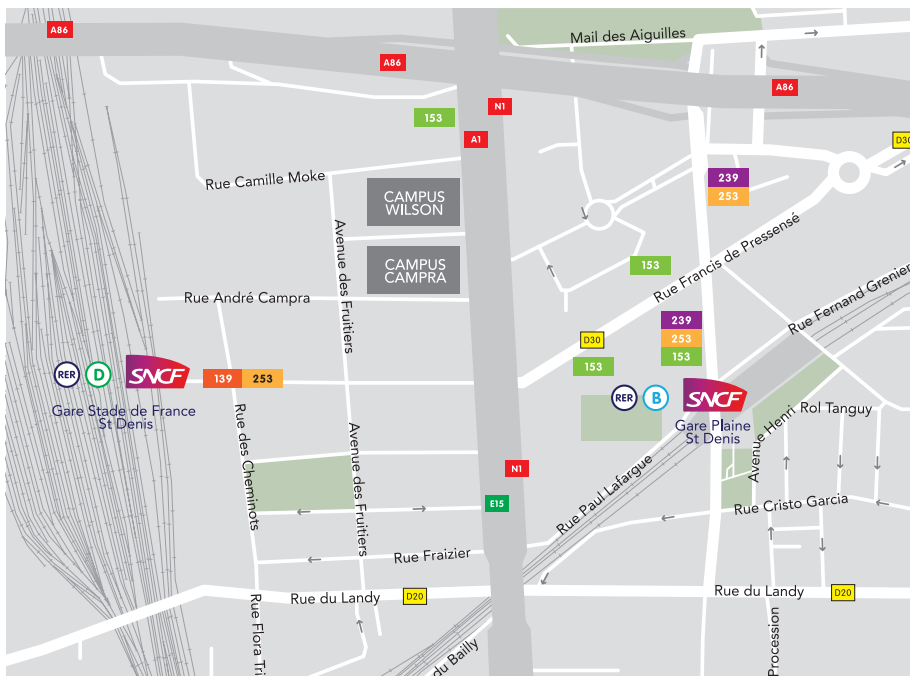 A86
Mail des Aiguilles
A86
A86
N1
153
A1
D30
Rue Camille Moke
239
253
CAMPUS
WILSON
Avenue des Fruitiers
CAMPUS
CAMPRA
153
Rue Francis de Pressensé
Rue André Campra
Rue Fernand Grenier
239
253
153
D30
153
RER
D
SNCF
139
253
Gare Stade de France
St Denis
RER
B
SNCF
Gare Plaine
St Denis
Avenue Henri Rol Tanguy
Rue des Cheminots
Avenue des Fruitiers
N1
E15
Rue Paul Lafargue
Rue Cristo Garcia
Rue Fraizier
Rue du Landy
D20
Rue du Landy
D20
Rue Flora Tri
du Bailly
Procession